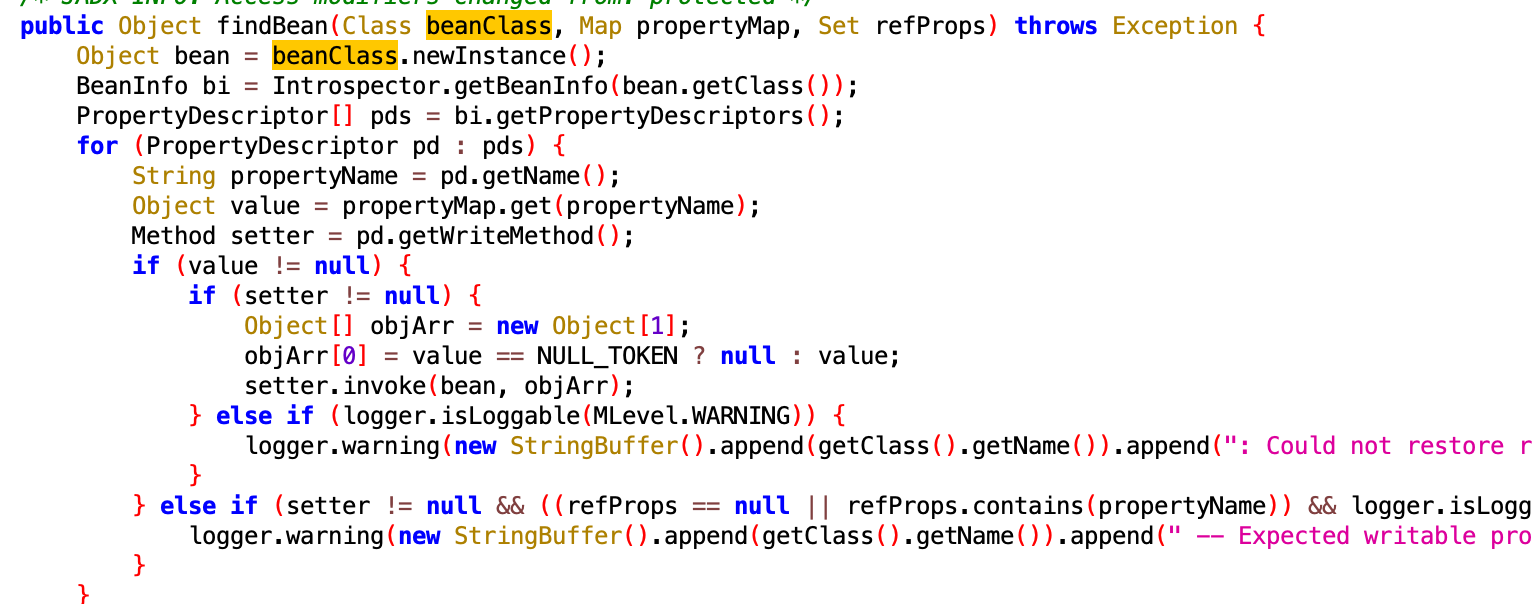 /* JADX INFO: Access modifiers changed from: protected */
public Object findBean(Class beanClass, Map propertyMap, Set refProps) throws Exception {
Object bean = beanClass.newInstance();
BeanInfo bi = Introspector.getBeanInfo(bean.getClass());
PropertyDescriptor[] pds = bi.getPropertyDescriptors();
for (PropertyDescriptor pd : pds) {
String propertyName = pd.getName();
Object value = propertyMap.get(propertyName);
Method setter = pd.getWriteMethod();
if (value != null) {
if (setter != null) {
Object[] objArr = new Object[1];
objArr[0] = value == NULL_TOKEN ? null : value;
setter.invoke(bean, objArr);
} else if (logger.isLoggable(MLevel.WARNING)) {
logger.warning(new StringBuffer().append(getClass().getName()).append(": Could not restore r
}
} else if (setter != null && ((refProps == null || refProps.contains(propertyName)) && logger.isLogg
logger.warning(new StringBuffer().append(getClass().getName()).append(" -- Expected writable pro
}
}